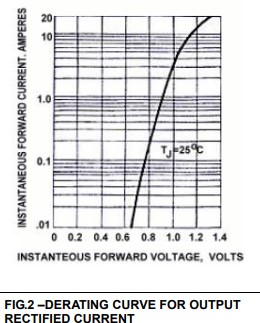 INSTANTANEOUS FORWARD CURRENT, AMPERES
20
10
1.0
0.1
.01
TJ=25°C
0 0.2 0.4 0.6 0.8 1.0 1.2 1.4
INSTANTEOUS FORWARD VOLTAGE, VOLTS
FIG.2 –DERATING CURVE FOR OUTPUT
RECTIFIED CURRENT